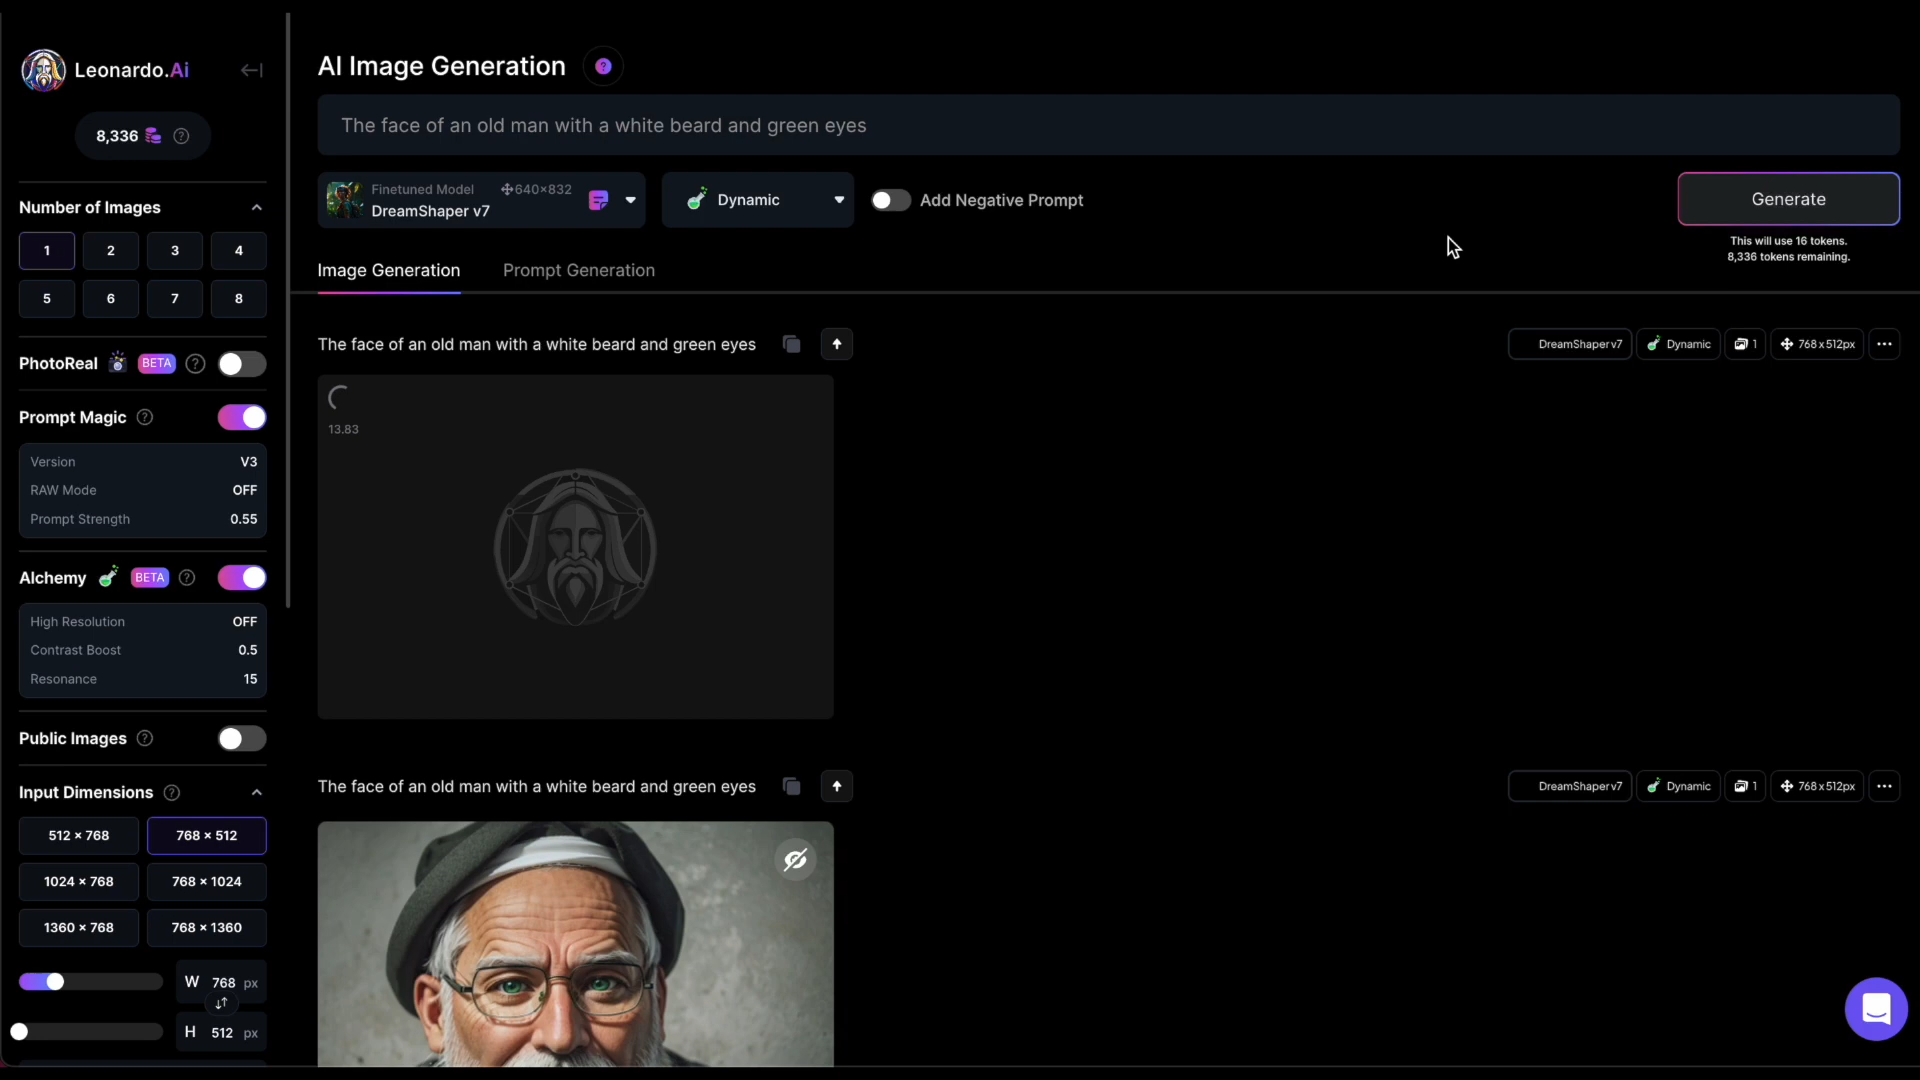 Leonardo.Ai
8,336
Number of Images
1
2
3
4
5
6
7
8
PhotoReal BETA
Prompt Magic
Version V3
RAW Mode OFF
Prompt Strength 0.55
Alchemy BETA
High Resolution OFF
Contrast Boost 0.5
Resonance 15
Public Images
Input Dimensions
512 × 768
768 × 512
1024 × 768
768 × 1024
1360 × 768
768 × 1360
W 768 px
H 512 px
AI Image Generation ?
The face of an old man with a white beard and green eyes
Finetuned Model 640×832
DreamShaper v7
Dynamic
Add Negative Prompt
Generate
This will use 16 tokens.
8,336 tokens remaining.
Image Generation
Prompt Generation
The face of an old man with a white beard and green eyes
DreamShaper v7
Dynamic
1
768 x 512px
13.83
The face of an old man with a white beard and green eyes
DreamShaper v7
Dynamic
1
768 x 512px